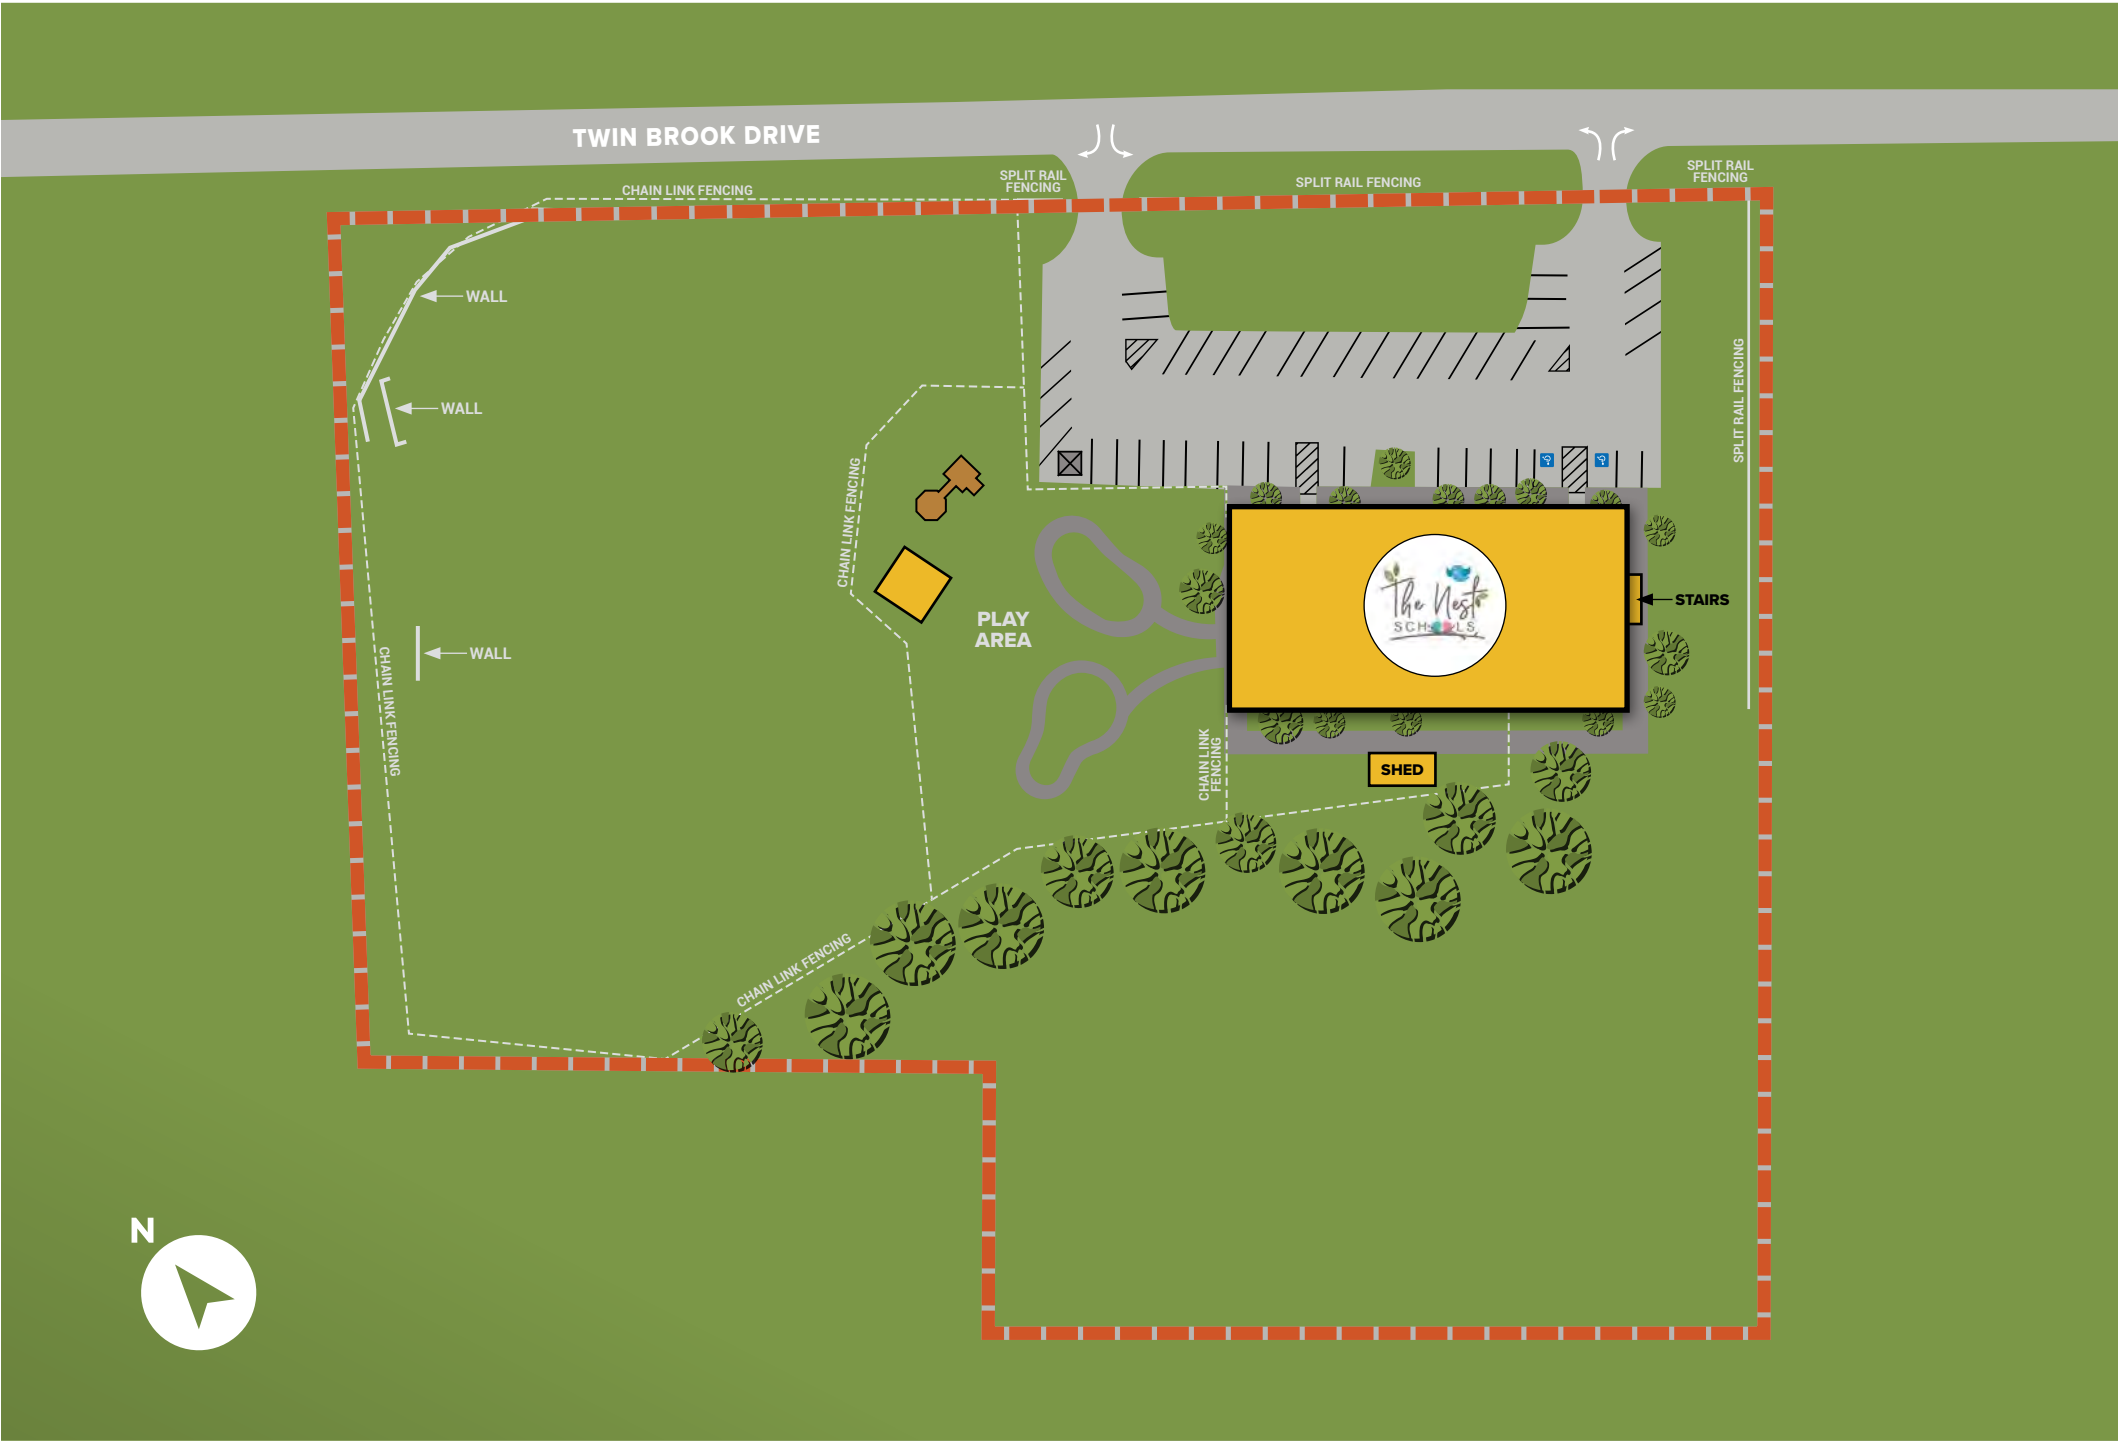 TWIN BROOK DRIVE
CHAIN LINK FENCING
SPLIT RAIL
FENCING
SPLIT RAIL FENCING
SPLIT RAIL
FENCING
WALL
WALL
WALL
CHAIN LINK FENCING
CHAIN LINK FENCING
SPLIT RAIL FENCING
PLAY
AREA
The Nest
SCHOOLS
STAIRS
CHAIN LINK
FENCING
SHED
CHAIN LINK FENCING
N